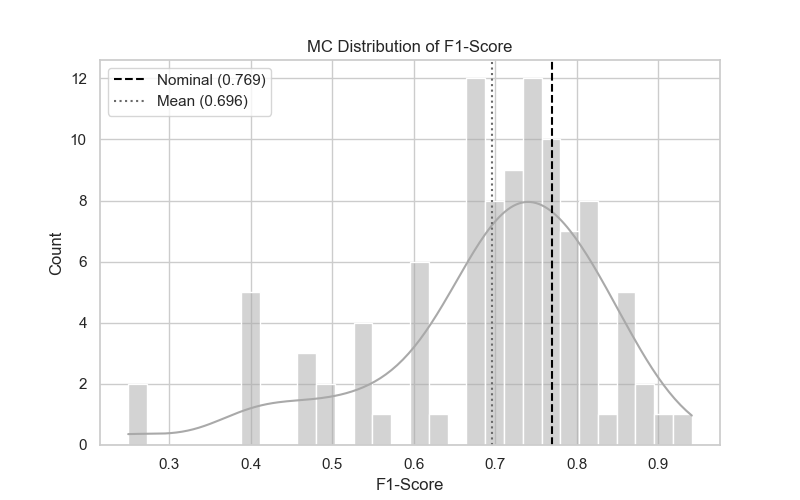 MC Distribution of F1-Score
Nominal (0.769)
Mean (0.696)
Count
12
10
8
6
4
2
0
0.3 0.4 0.5 0.6 0.7 0.8 0.9
F1-Score